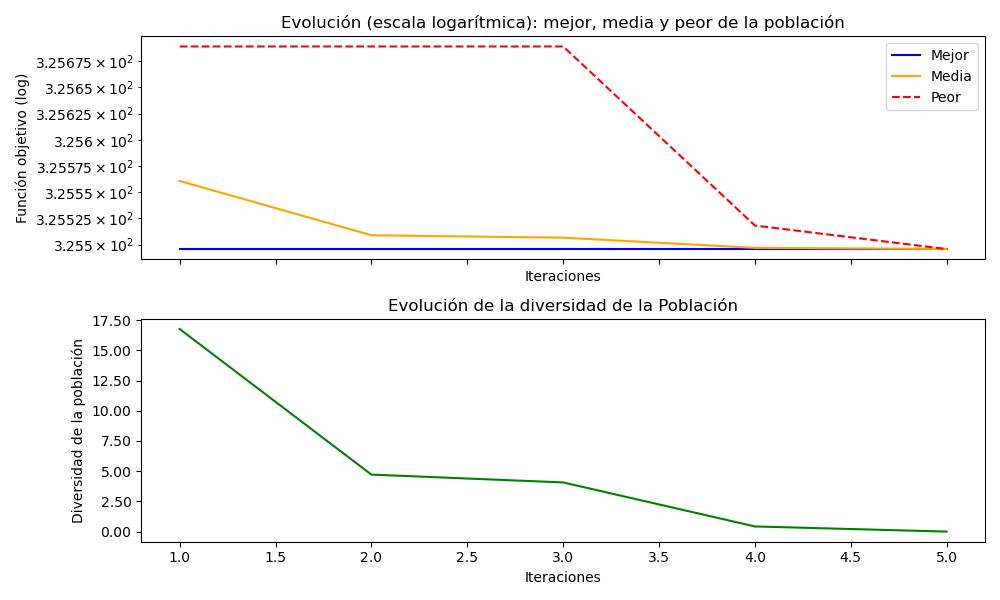 Evolución (escala logarítmica): mejor, media y peor de la población
Función objetivo (log)
3.25675 × 10²
3.2565 × 10²
3.25625 × 10²
3.256 × 10²
3.25575 × 10²
3.2555 × 10²
3.25525 × 10²
3.255 × 10²
Mejor
Media
Peor
Iteraciones
Evolución de la diversidad de la Población
Diversidad de la población
17.50
15.00
12.50
10.00
7.50
5.00
2.50
0.00
1.0 1.5 2.0 2.5 3.0 3.5 4.0 4.5 5.0
Iteraciones